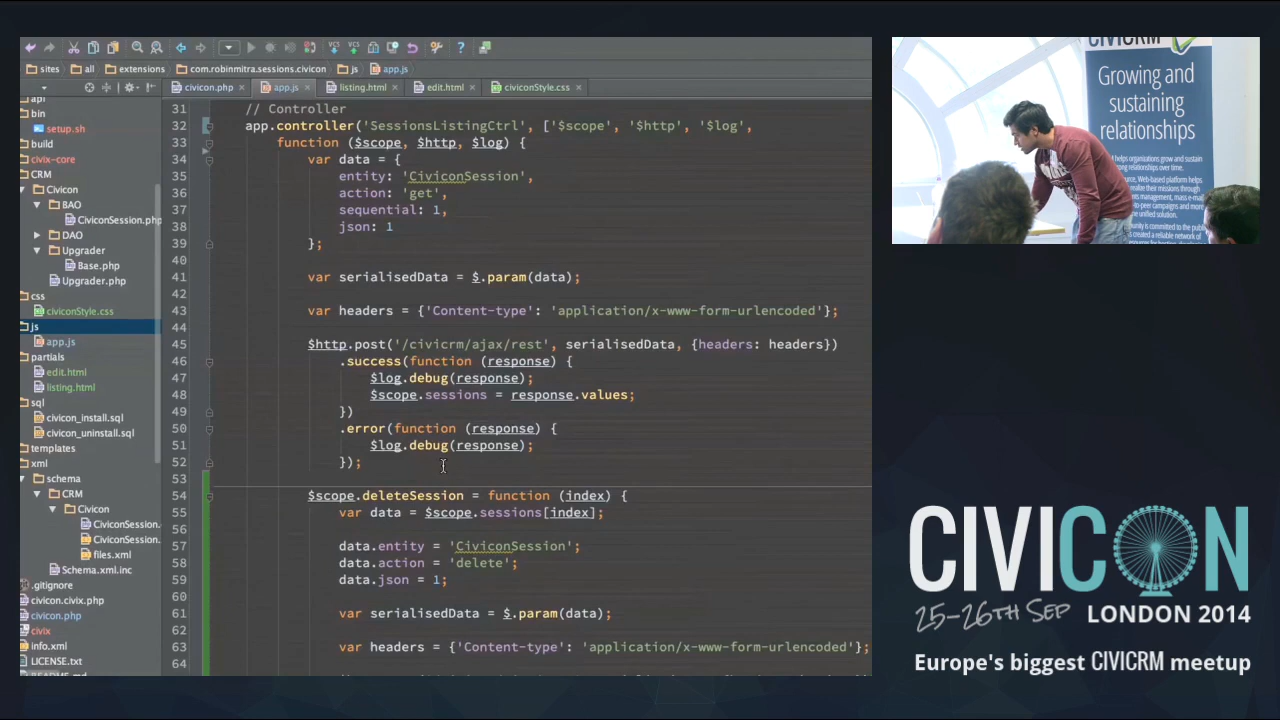 sites
all
extensions
com.robinmitra.sessions.civicon
js
app.js
civicon.php
app.js
listing.html
edit.html
civiconStyle.css
api
bin
setup.sh
build
civix-core
CRM
Civicon
BAO
CiviconSession.php
DAO
Upgrader
Base.php
Upgrader.php
css
civiconStyle.css
js
app.js
partials
edit.html
listing.html
sql
civicon_install.sql
civicon_uninstall.sql
templates
xml
schema
CRM
Civicon
CiviconSession.
CiviconSession.
files.xml
Schema.xml.inc
.gitignore
civicon.civix.php
civicon.php
civix
info.xml
LICENSE.txt
31 // Controller
32 app.controller('SessionsListingCtrl', ['$scope', '$http', '$log',
33 function ($scope, $http, $log) {
34 var data = {
35 entity: 'CiviconSession',
36 action: 'get',
37 sequential: 1,
38 json: 1
39 };
40
41 var serialisedData = $.param(data);
42
43 var headers = {'Content-type': 'application/x-www-form-urlencoded'};
44
45 $http.post('/civicrm/ajax/rest', serialisedData, {headers: headers})
46 .success(function (response) {
47 $log.debug(response);
48 $scope.sessions = response.values;
49 })
50 .error(function (response) {
51 $log.debug(response);
52 });
53
54 $scope.deleteSession = function (index) {
55 var data = $scope.sessions[index];
56
57 data.entity = 'CiviconSession';
58 data.action = 'delete';
59 data.json = 1;
60
61 var serialisedData = $.param(data);
62
63 var headers = {'Content-type': 'application/x-www-form-urlencoded'};
64
CIVICRM
Growing and
sustaining
relationships
helps organizations grow and sustain
CIVICON
25-26TH SEP LONDON 2014
Europe's biggest CIVICRM meetup